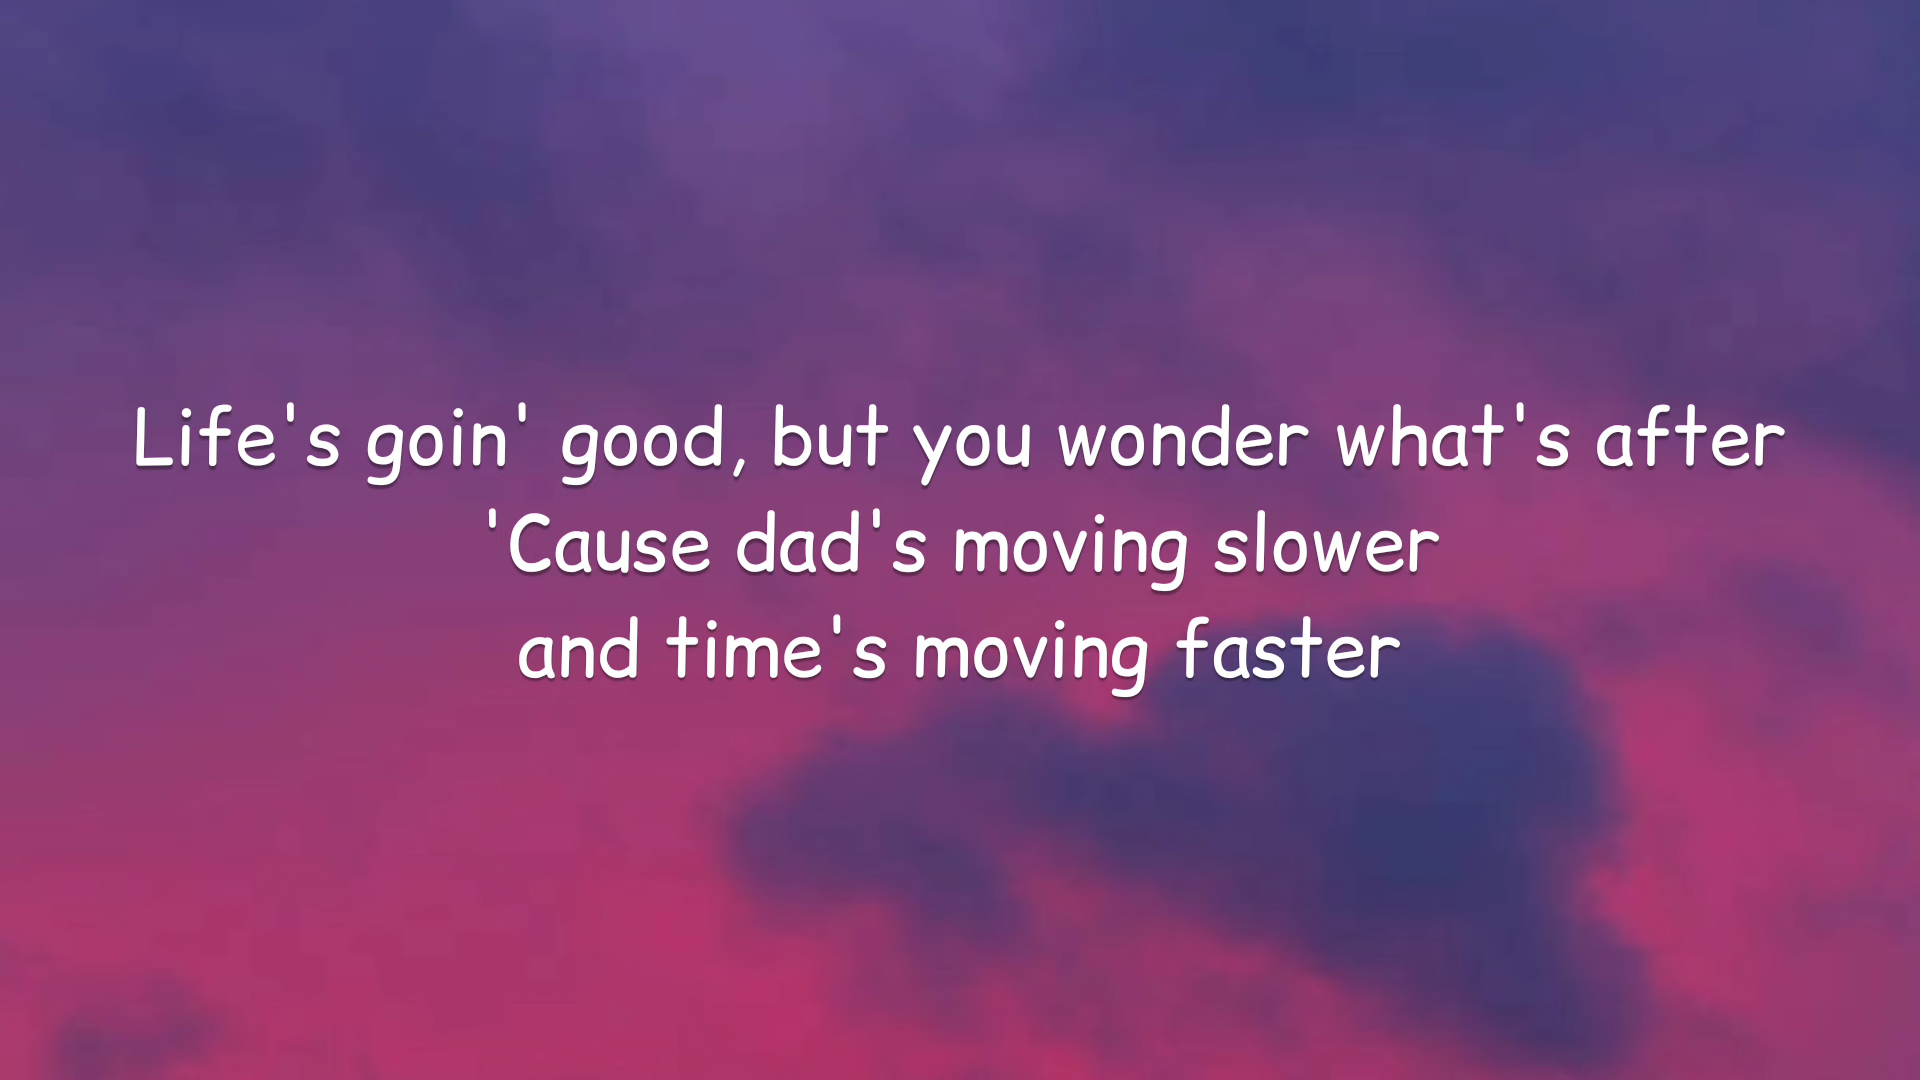 Life's goin' good, but you wonder what's after
'Cause dad's moving slower
and time's moving faster